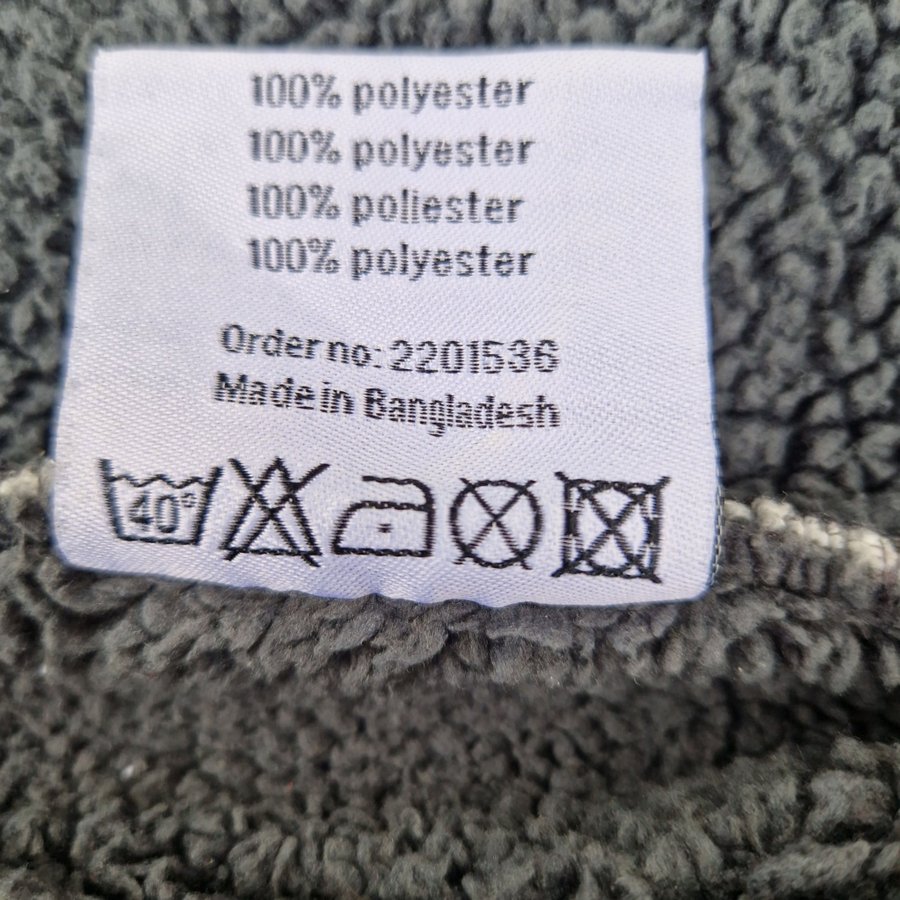 100% polyester
100% polyester
100% poliester
100% polyester
Order no: 2201536
Made in Bangladesh
40°